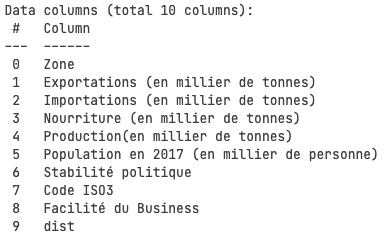 Data columns (total 10 columns):
 #   Column
---  ------
 0   Zone
 1   Exportations (en millier de tonnes)
 2   Importations (en millier de tonnes)
 3   Nourriture (en millier de tonnes)
 4   Production(en millier de tonnes)
 5   Population en 2017 (en millier de personne)
 6   Stabilité politique
 7   Code ISO3
 8   Facilité du Business
 9   dist